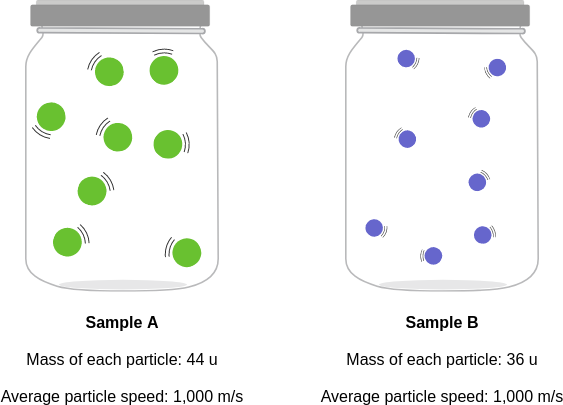 Sample A
Mass of each particle: 44 u
Average particle speed: 1,000 m/s
Sample B
Mass of each particle: 36 u
Average particle speed: 1,000 m/s